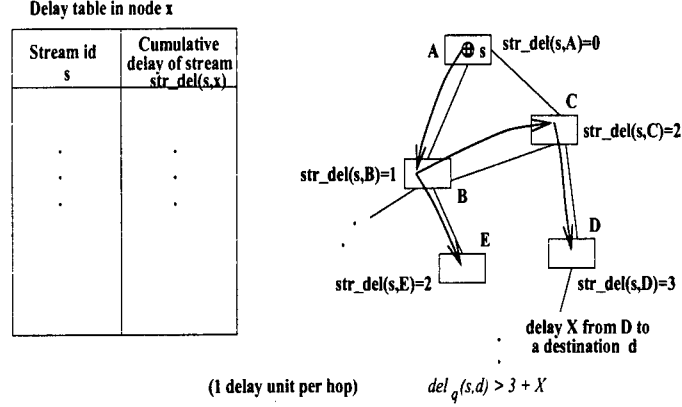 Delay table in node x
Stream id
s
Cumulative
delay of stream
str_del(s,x)
A
s
str_del(s,A)=0
C
str_del(s,C)=2
str_del(s,B)=1
B
E
D
str_del(s,E)=2
str_del(s,D)=3
delay X from D to
a destination d
(1 delay unit per hop)
del q (s,d) > 3 + X